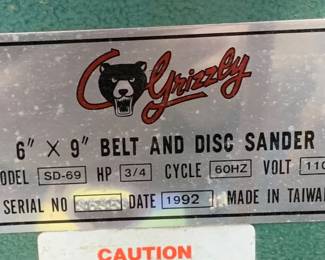 Grizzly
6" X 9" BELT AND DISC SANDER
ODEL SD-69 HP 3/4 CYCLE 60HZ VOLT 110
SERIAL NO DATE 1992 MADE IN TAIWAN
CAUTION